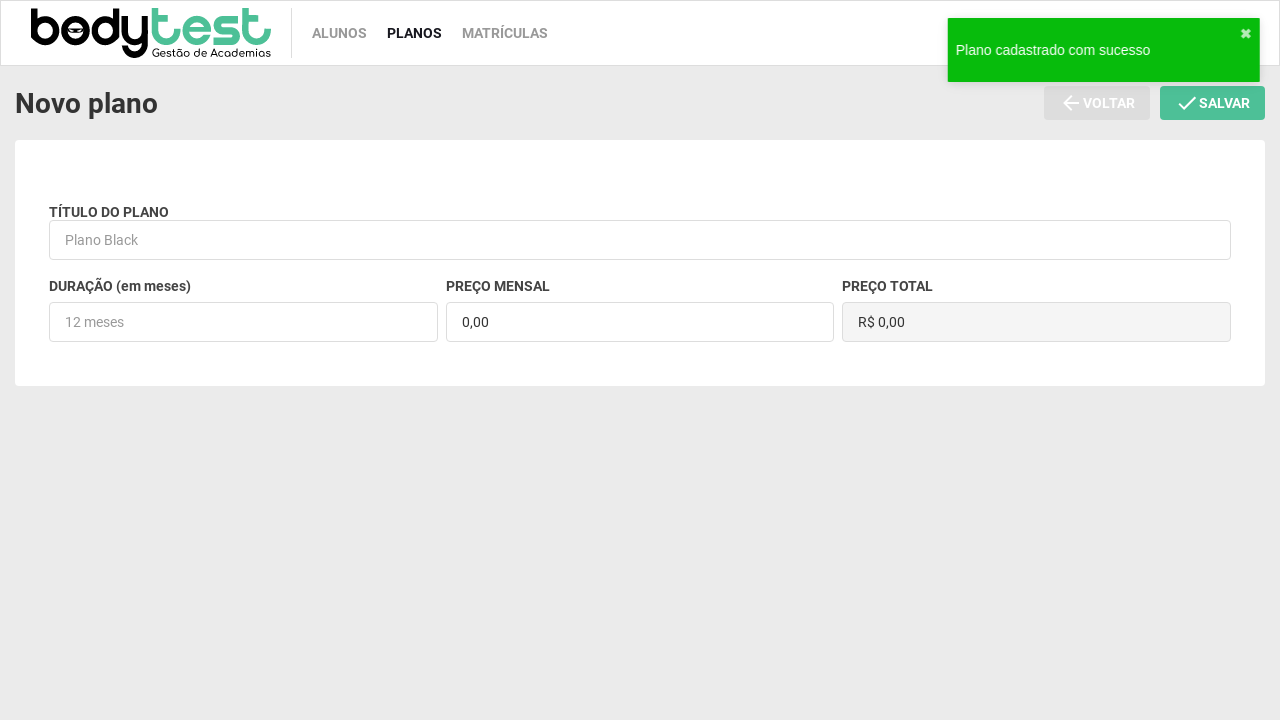 bodytest
Gestão de Academias
ALUNOS PLANOS MATRÍCULAS
Plano cadastrado com sucesso ✖
Novo plano
VOLTAR SALVAR
TÍTULO DO PLANO
Plano Black
DURAÇÃO (em meses) PREÇO MENSAL PREÇO TOTAL
12 meses 0,00 R$ 0,00